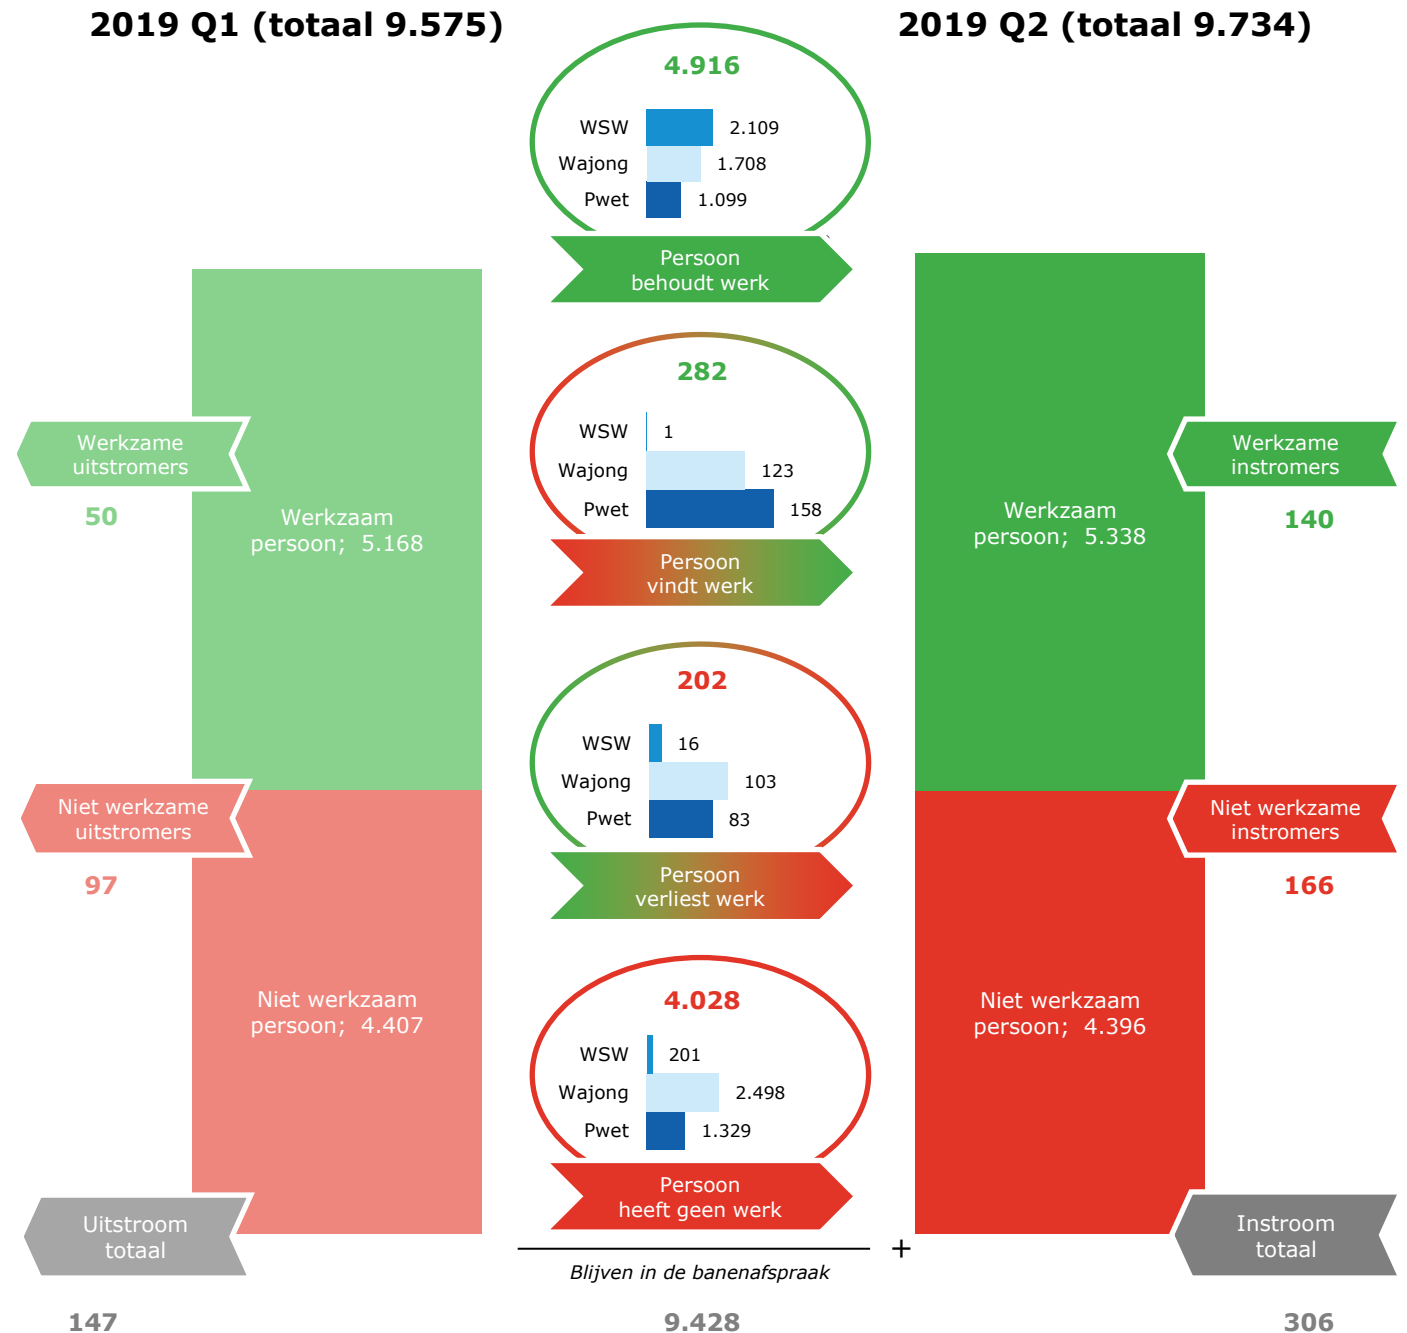 2019 Q1 (totaal 9.575)
2019 Q2 (totaal 9.734)
4.916
WSW 2.109
Wajong 1.708
Pwet 1.099
Persoon
behoudt werk
282
WSW 1
Wajong 123
Pwet 158
Persoon
vindt werk
202
WSW 16
Wajong 103
Pwet 83
Persoon
verliest werk
4.028
WSW 201
Wajong 2.498
Pwet 1.329
Persoon
heeft geen werk
Werkzame
uitstromers
50
Werkzaam
persoon; 5.168
Niet werkzame
uitstromers
97
Niet werkzaam
persoon; 4.407
Uitstroom
totaal
147
Werkzaam
persoon; 5.338
Werkzame
instromers
140
Niet werkzame
instromers
166
Niet werkzaam
persoon; 4.396
Instroom
totaal
306
+
Blijven in de banenafspraak
9.428